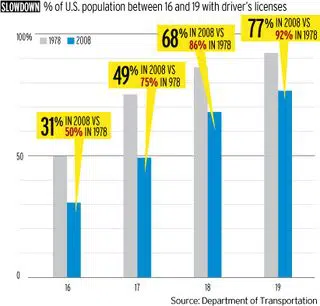 SLOWDOWN % of U.S. population between 16 and 19 with driver's licenses
100%
1978 2008
31% IN 2008 VS
50% IN 1978
49% IN 2008 VS
75% IN 978
68% IN 2008 VS
86% IN 1978
77% IN 2008 VS
92% IN 1978
50
0
16 17 18 19
Source: Department of Transportation